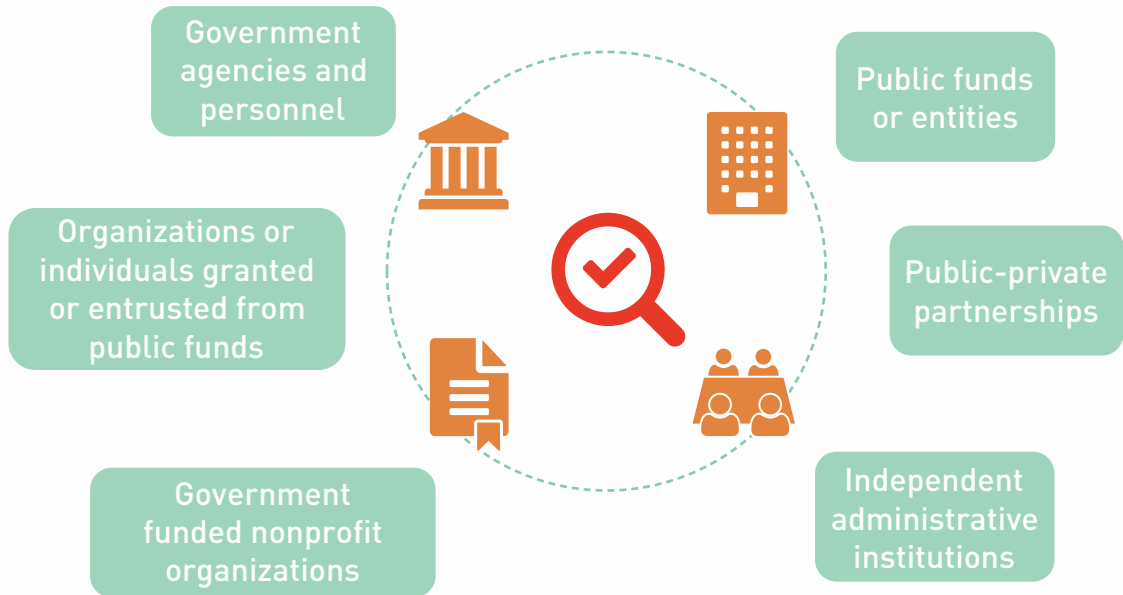 Government
agencies and
personnel
Public funds
or entities
Organizations or
individuals granted
or entrusted from
public funds
Public-private
partnerships
Government
funded nonprofit
organizations
Independent
administrative
institutions